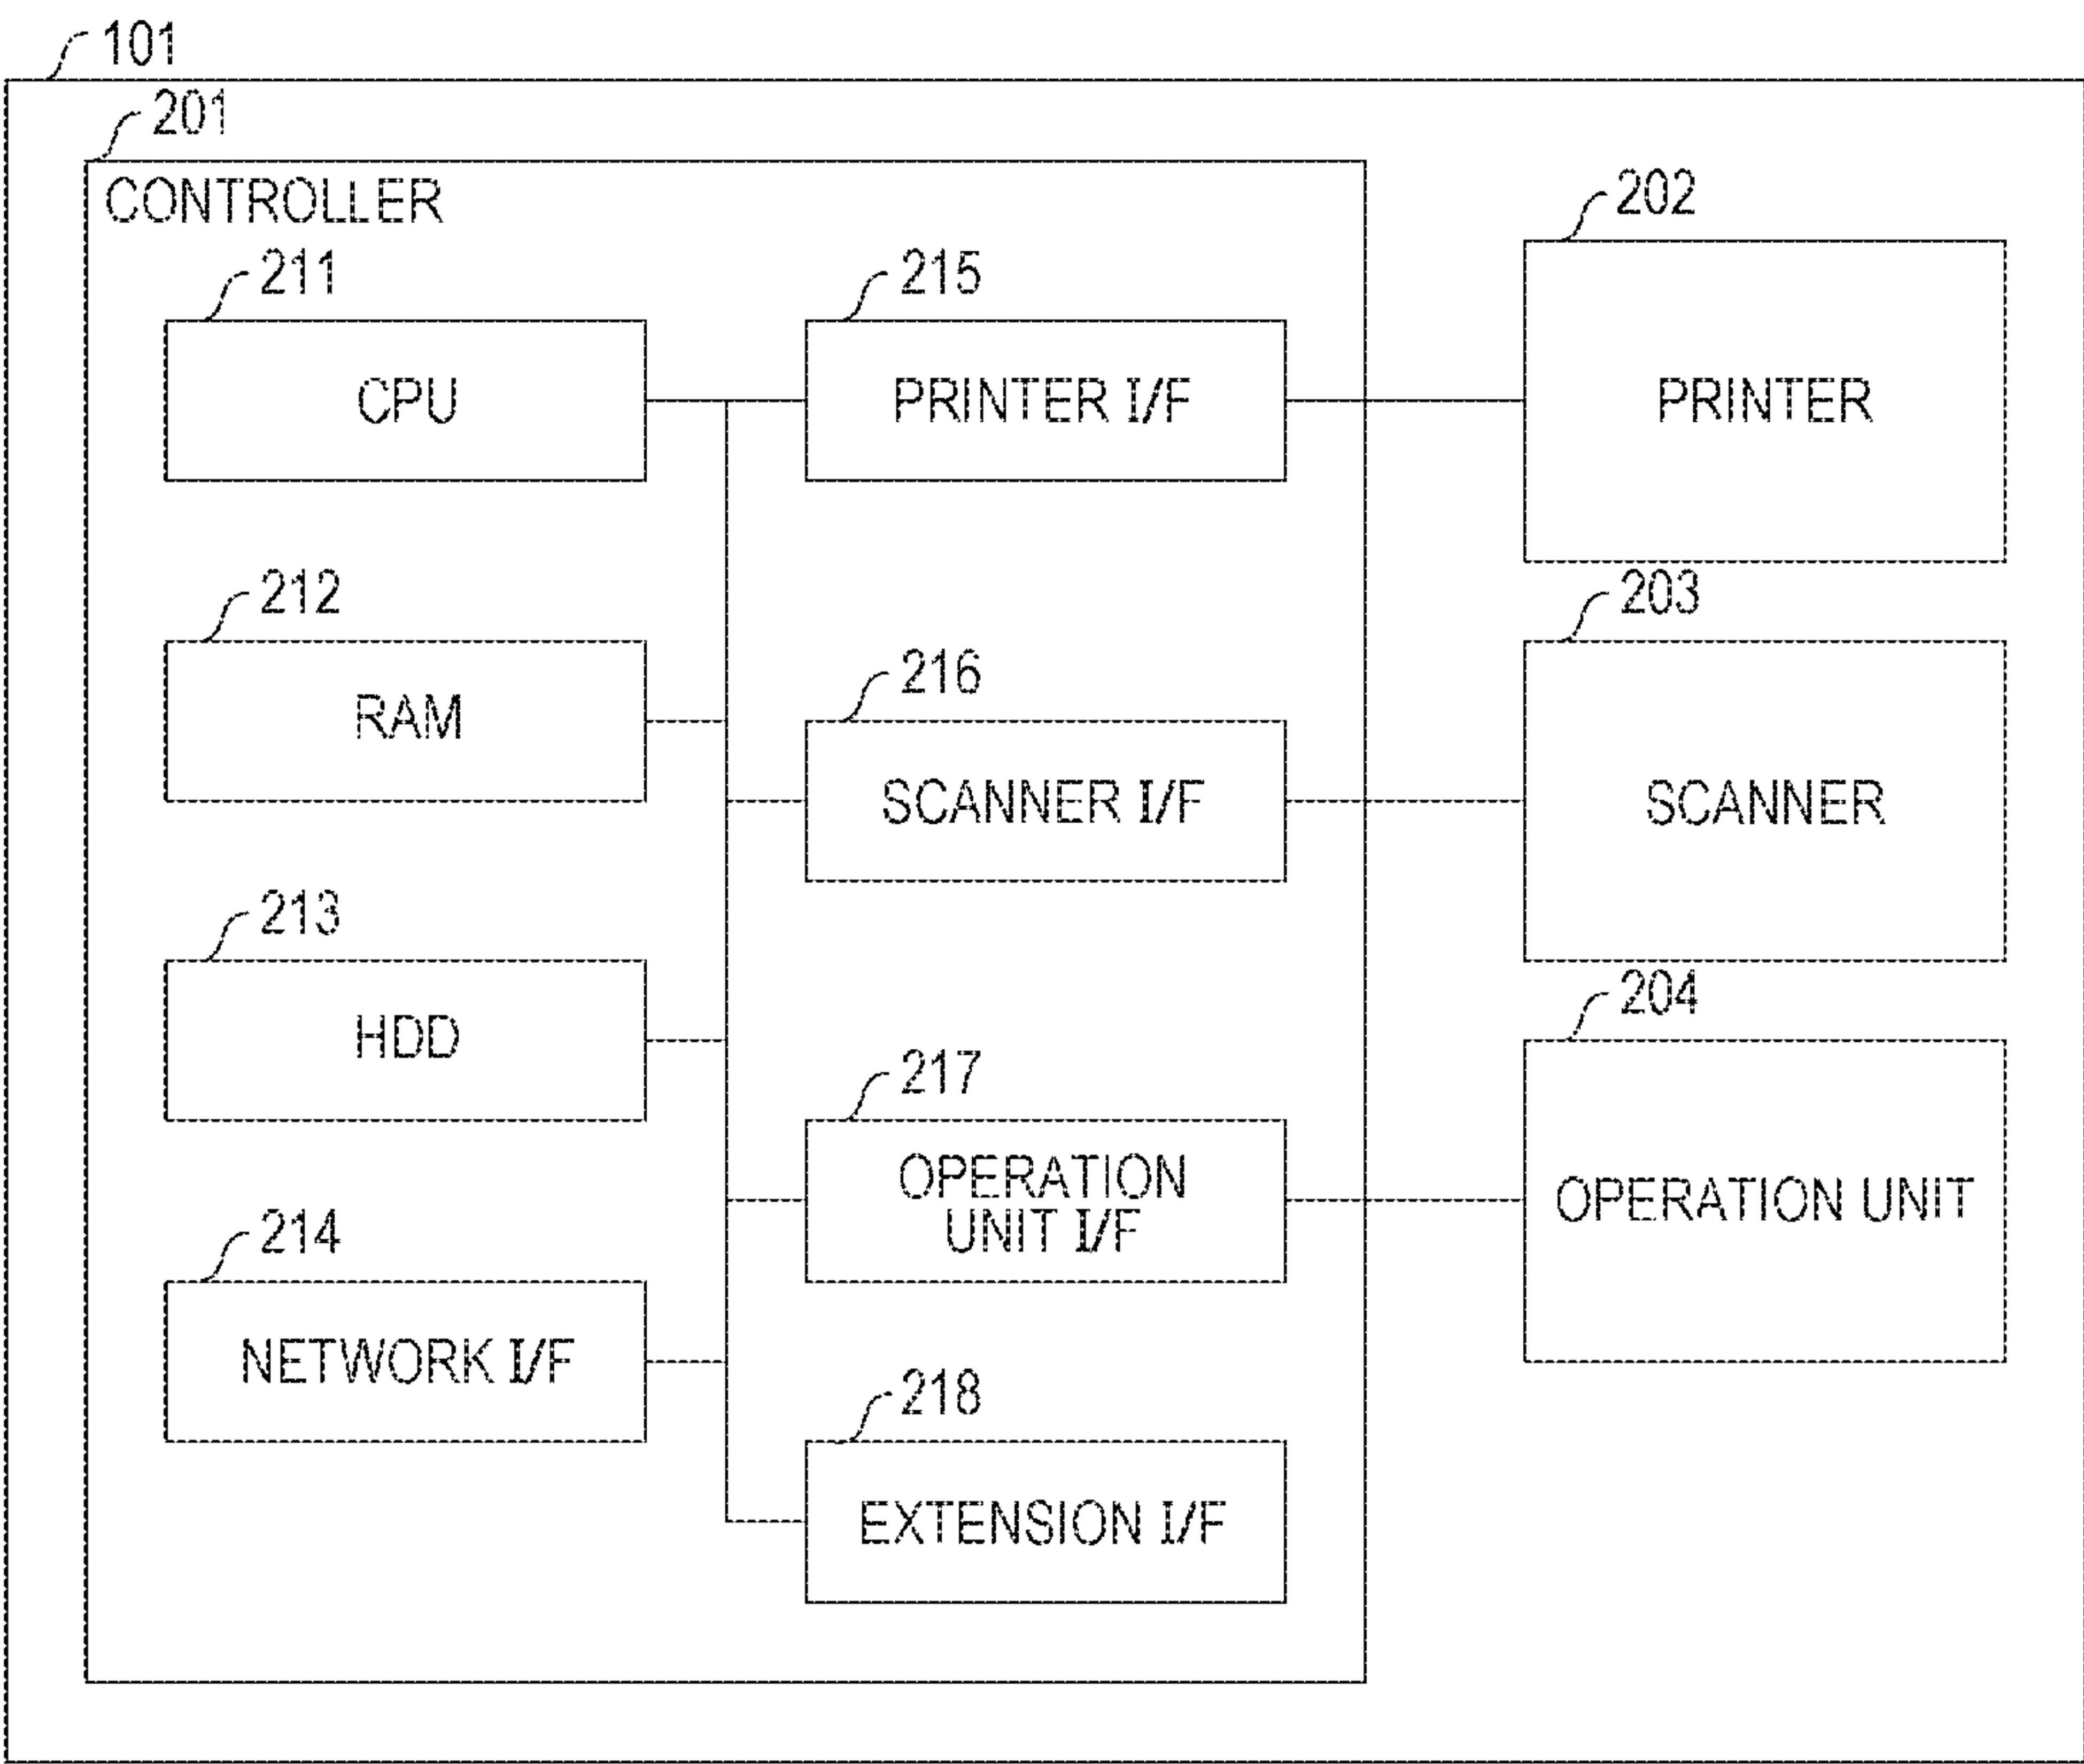 101
201
CONTROLLER
202
211
215
CPU
PRINTER I/F
PRINTER
212
203
216
RAM
SCANNER I/F
SCANNER
213
204
217
HDD
OPERATION
UNIT I/F
OPERATION UNIT
214
NETWORK I/F
218
EXTENSION I/F